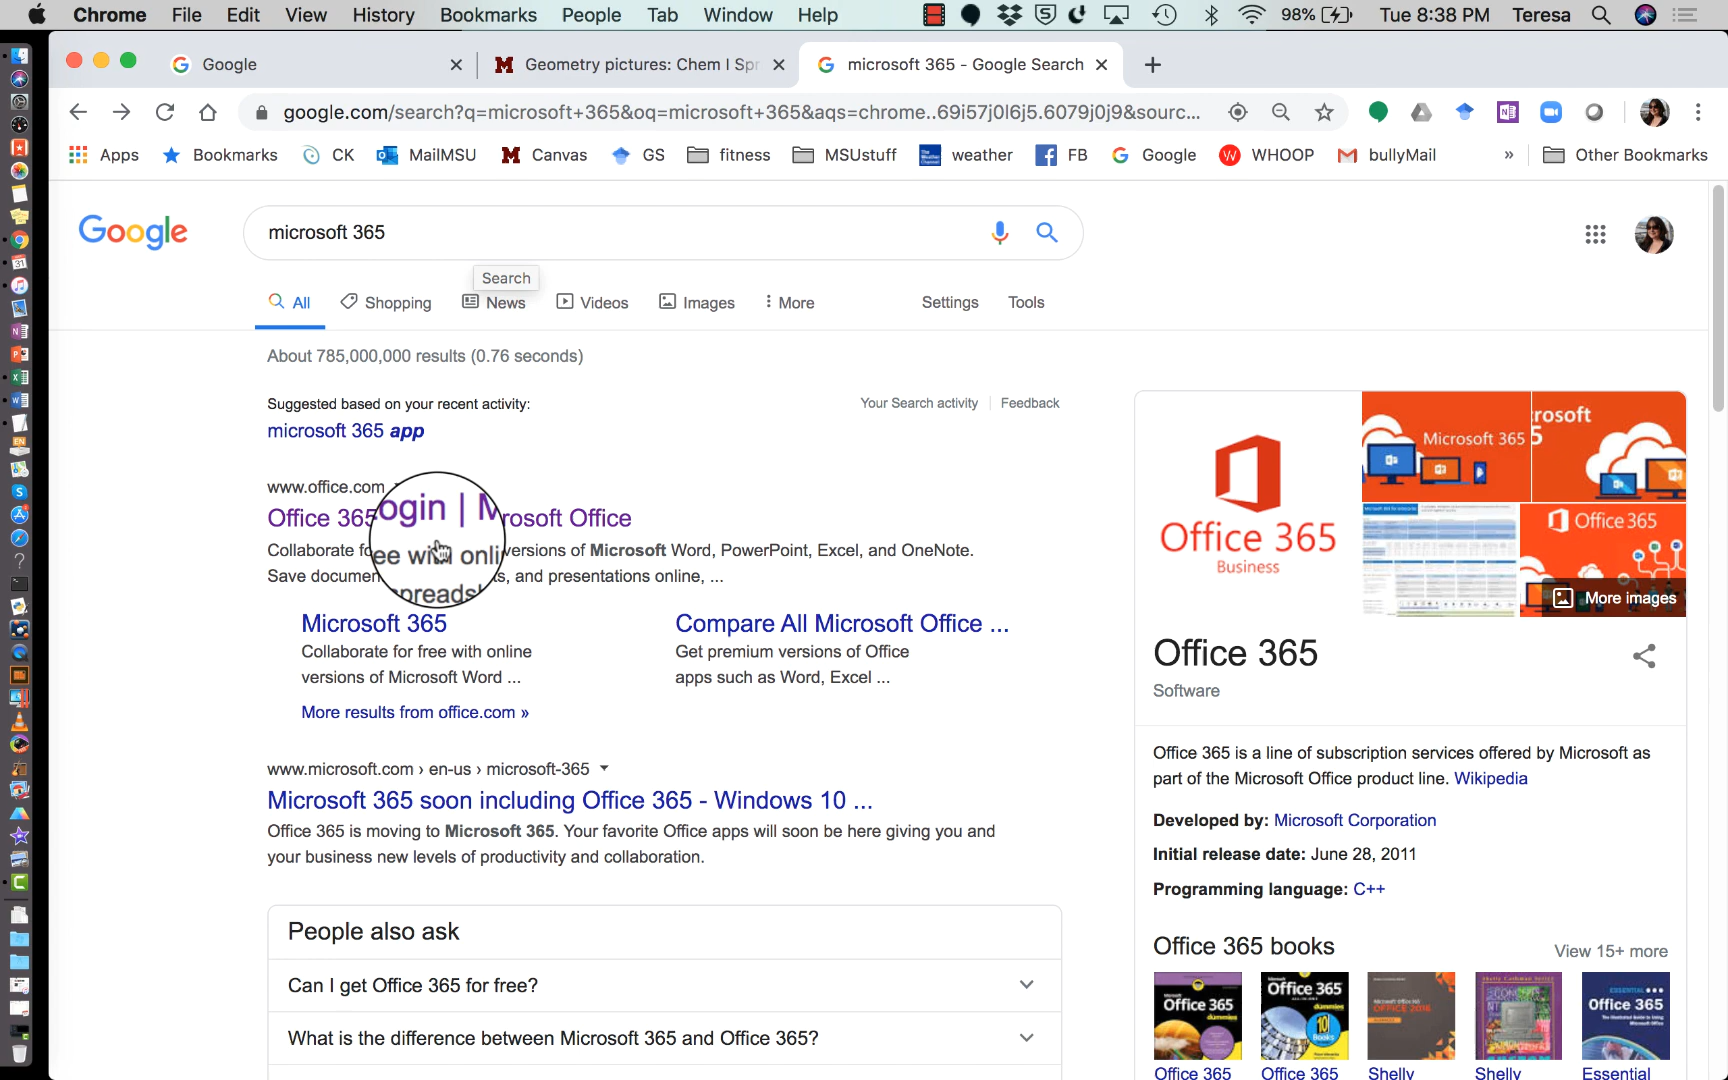 Chrome File Edit View History Bookmarks People Tab Window Help 98% Tue 8:38 PM Teresa
Google
Geometry pictures: Chem I Spr
microsoft 365 - Google Search
google.com/search?q=microsoft+365&oq=microsoft+365&aqs=chrome..69i57j0l6j5.6079j0j9&sourc...
Apps Bookmarks CK MailMSU Canvas GS fitness MSUstuff weather FB Google WHOOP bullyMail » Other Bookmarks
Google
microsoft 365
Search
All Shopping News Videos Images More Settings Tools
About 785,000,000 results (0.76 seconds)
Suggested based on your recent activity:
Your Search activity
Feedback
microsoft 365 app
www.office.com
Office 365 ogin | M rosoft Office
Collaborate fo ee with onli versions of Microsoft Word, PowerPoint, Excel, and OneNote.
Save documen preads s, and presentations online, ...
Microsoft 365
Collaborate for free with online
versions of Microsoft Word ...
Compare All Microsoft Office ...
Get premium versions of Office
apps such as Word, Excel ...
More results from office.com »
www.microsoft.com › en-us › microsoft-365
Microsoft 365 soon including Office 365 - Windows 10 ...
Office 365 is moving to Microsoft 365. Your favorite Office apps will soon be here giving you and
your business new levels of productivity and collaboration.
People also ask
Can I get Office 365 for free?
What is the difference between Microsoft 365 and Office 365?
Office 365
Business
Microsoft 365
rosoft
5
Office 365
More images
Office 365
Software
Office 365 is a line of subscription services offered by Microsoft as
part of the Microsoft Office product line. Wikipedia
Developed by: Microsoft Corporation
Initial release date: June 28, 2011
Programming language: C++
Office 365 books
View 15+ more
Office 365
dummies
Office 365
dummies
10
Books
OFFICE
ESSENTIAL
Office 365
Office 365
Office 365
Shelly
Shelly
Essential